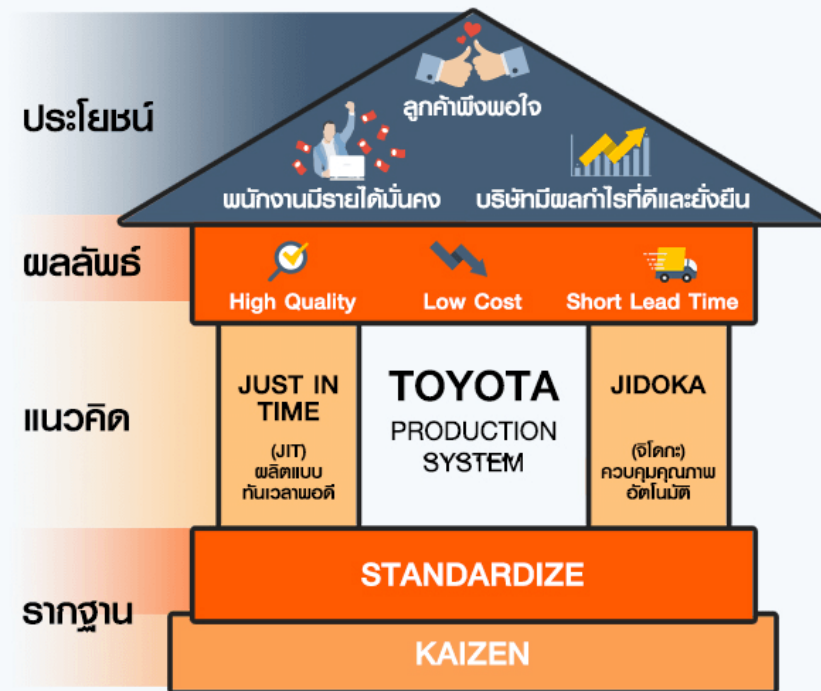 ประโยชน์
ลูกค้าพึงพอใจ
พนักงานมีรายได้มั่นคง
บริษัทมีผลกำไรที่ดีและยั่งยืน
ผลลัพธ์
High Quality
Low Cost
Short Lead Time
แนวคิด
JUST IN
TIME
(JIT)
ผลิตแบบ
ทันเวลาพอดี
TOYOTA
PRODUCTION
SYSTEM
JIDOKA
(จิโดกะ)
ควบคุมคุณภาพ
อัตโนมัติ
รากฐาน
STANDARDIZE
KAIZEN